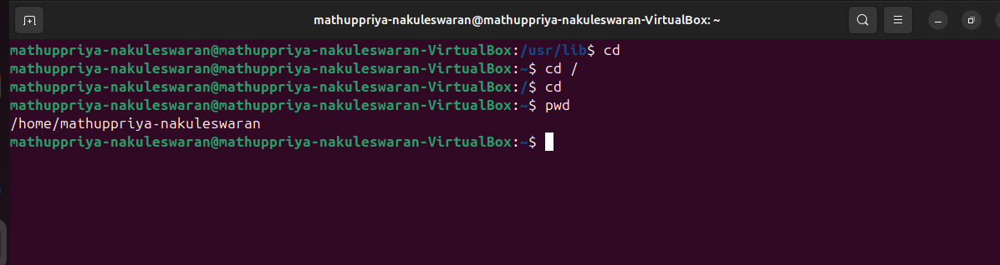 mathuppriya-nakuleswaran@mathuppriya-nakuleswaran-VirtualBox: ~
mathuppriya-nakuleswaran@mathuppriya-nakuleswaran-VirtualBox:/usr/lib$ cd
mathuppriya-nakuleswaran@mathuppriya-nakuleswaran-VirtualBox:~$ cd /
mathuppriya-nakuleswaran@mathuppriya-nakuleswaran-VirtualBox:/$ cd
mathuppriya-nakuleswaran@mathuppriya-nakuleswaran-VirtualBox:~$ pwd
/home/mathuppriya-nakuleswaran
mathuppriya-nakuleswaran@mathuppriya-nakuleswaran-VirtualBox:~$